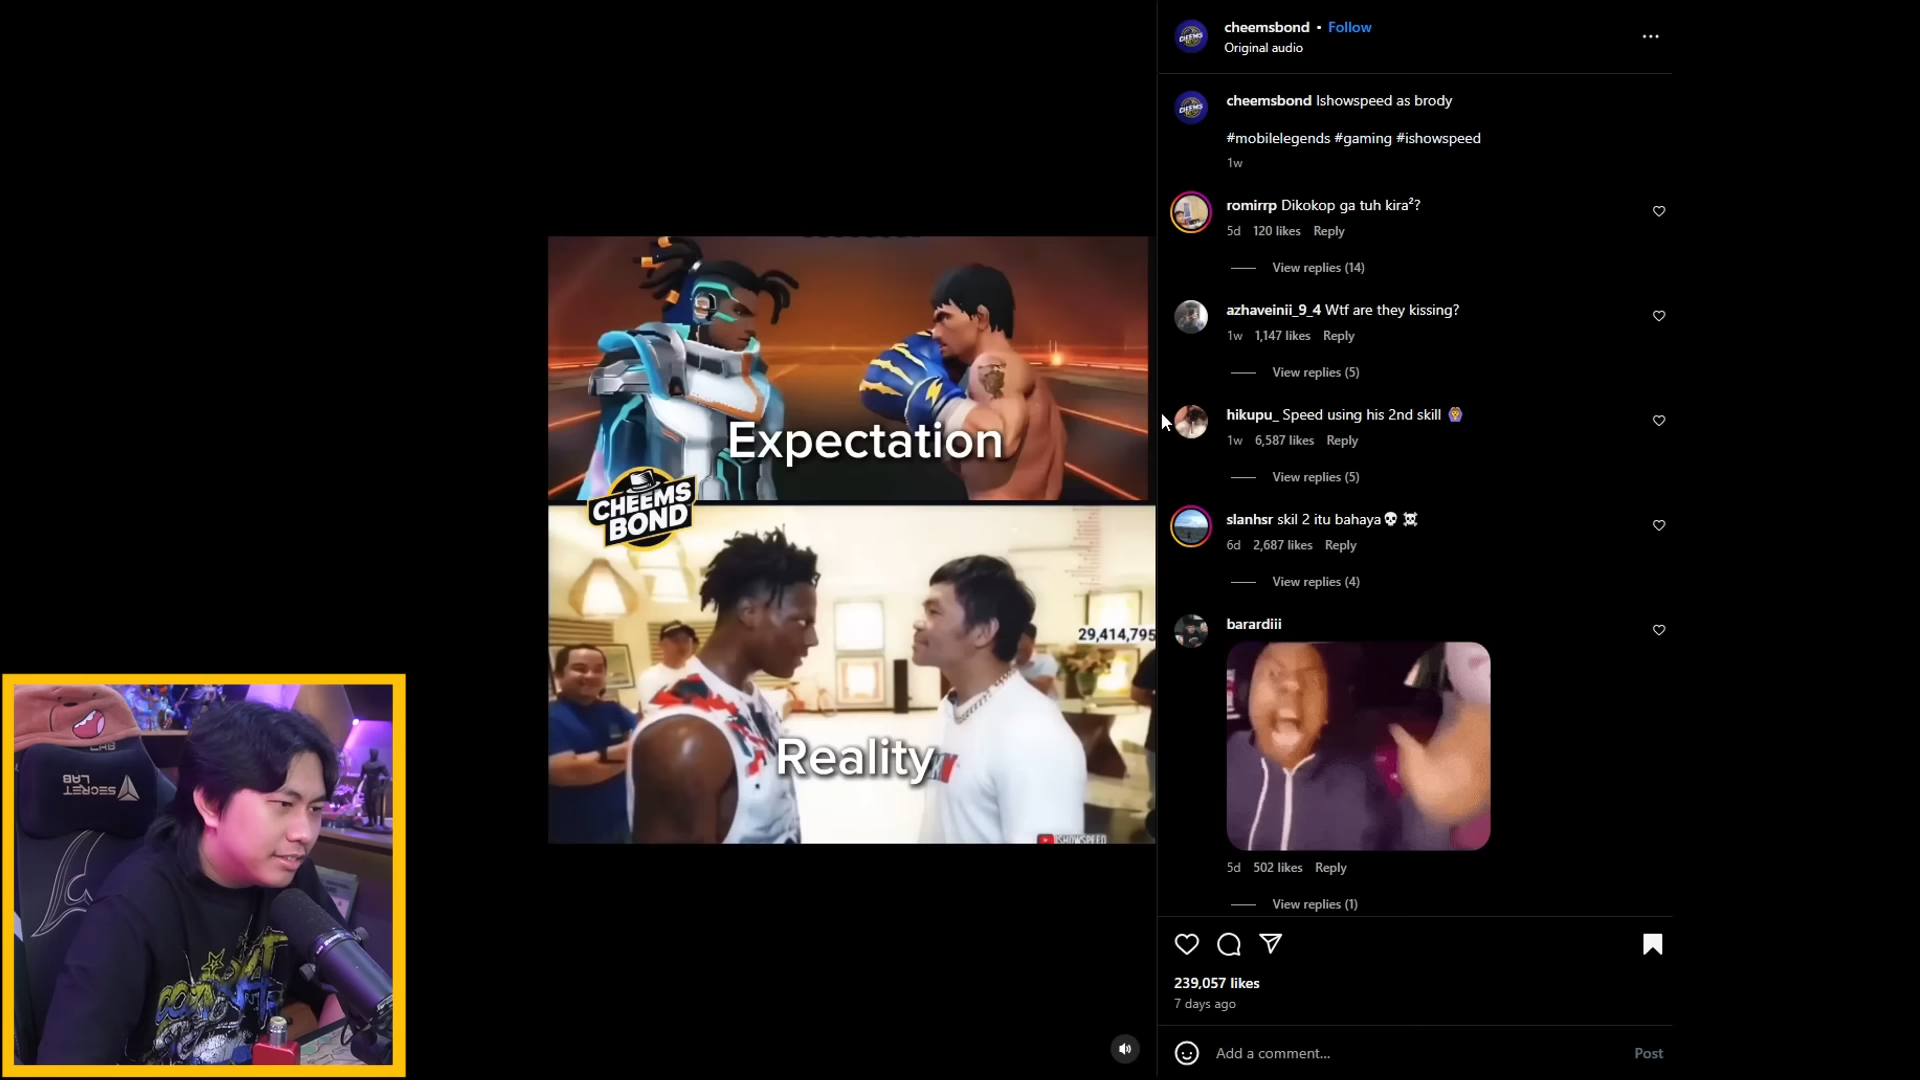 cheemsbond • Follow
Original audio
cheemsbond Ishowspeed as brody
#mobilelegends #gaming #ishowspeed
1w
romirrp Dikokop ga tuh kira²?
5d 120 likes Reply
View replies (14)
azhaveinii_9_4 Wtf are they kissing?
1w 1,147 likes Reply
View replies (5)
hikupu_ Speed using his 2nd skill 🙆
1w 6,587 likes Reply
View replies (5)
slanhsr skil 2 itu bahaya💀 ☠
6d 2,687 likes Reply
View replies (4)
barardiii
5d 502 likes Reply
View replies (1)
239,057 likes
7 days ago
Add a comment...
Post
Expectation
CHEEMS
BOND
29,414,795
Reality
ISHOWSPEED
SECRET
LAB